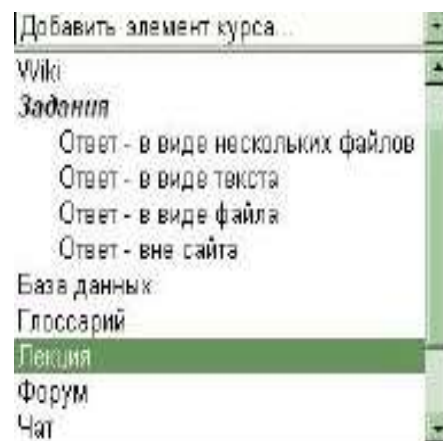 Добавить элемент курса...
Wiki
Задания
Ответ - в виде нескольких файлов
Ответ - в виде текста
Ответ - в виде файла
Ответ - вне сайта
База данных
Глоссарий
Лекция
Форум
Чат